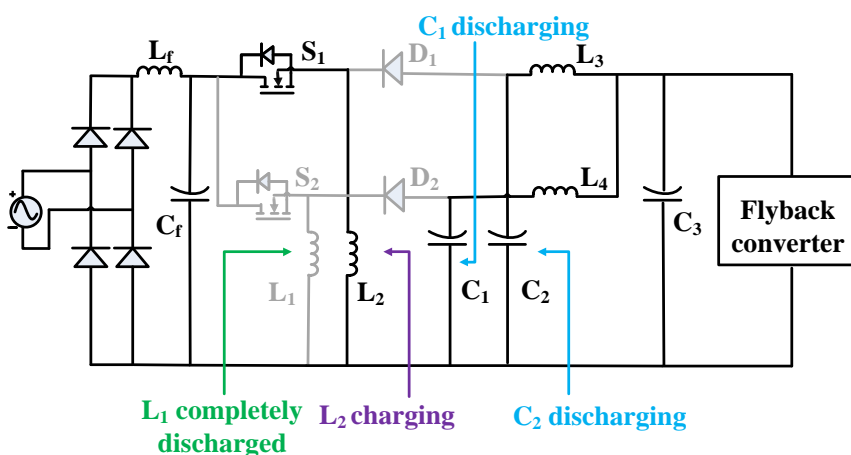 C1 discharging
Lf
S1
D1
L3
S2
D2
L4
+
-
Cf
C3
Flyback
converter
L1
L2
C1
C2
L1 completely
discharged
L2 charging
C2 discharging